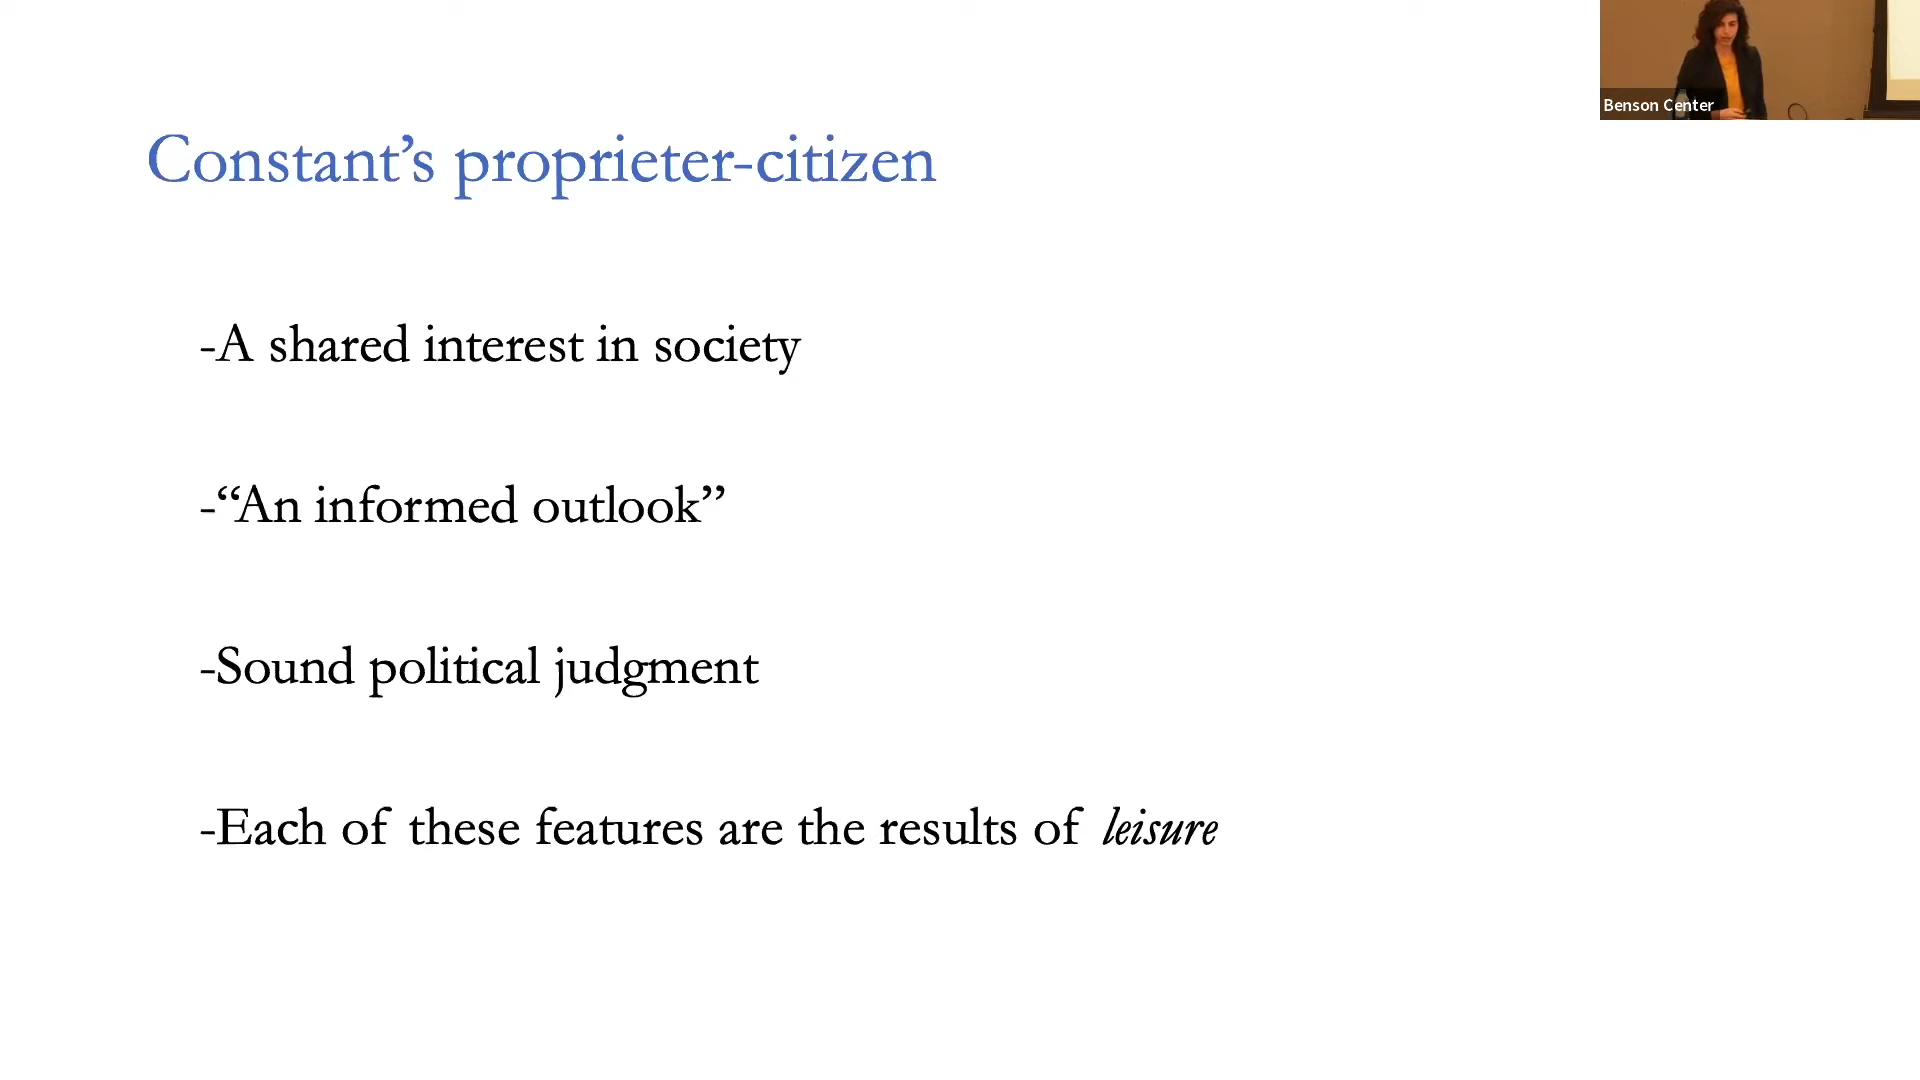 Benson Center
Constant’s proprieter-citizen
-A shared interest in society
-“An informed outlook”
-Sound political judgment
-Each of these features are the results of leisure